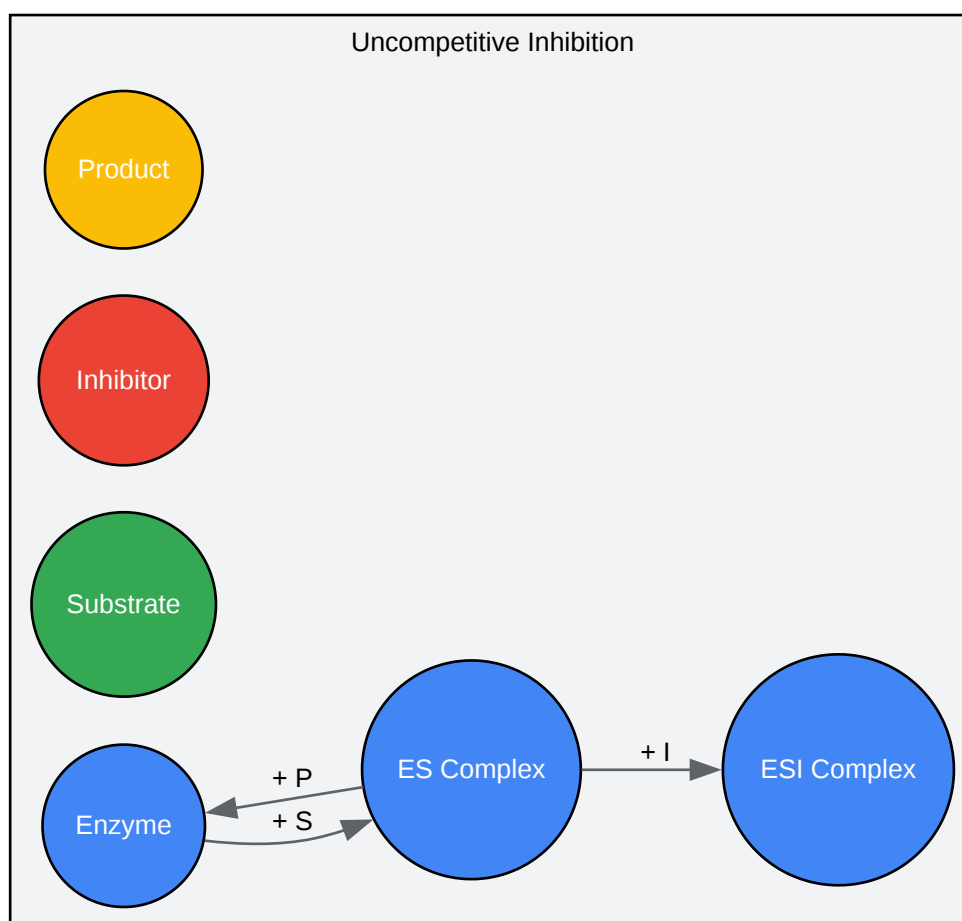 Uncompetitive Inhibition
Product
Inhibitor
Substrate
ES Complex
+ I
ESI Complex
+ P
+ S
Enzyme